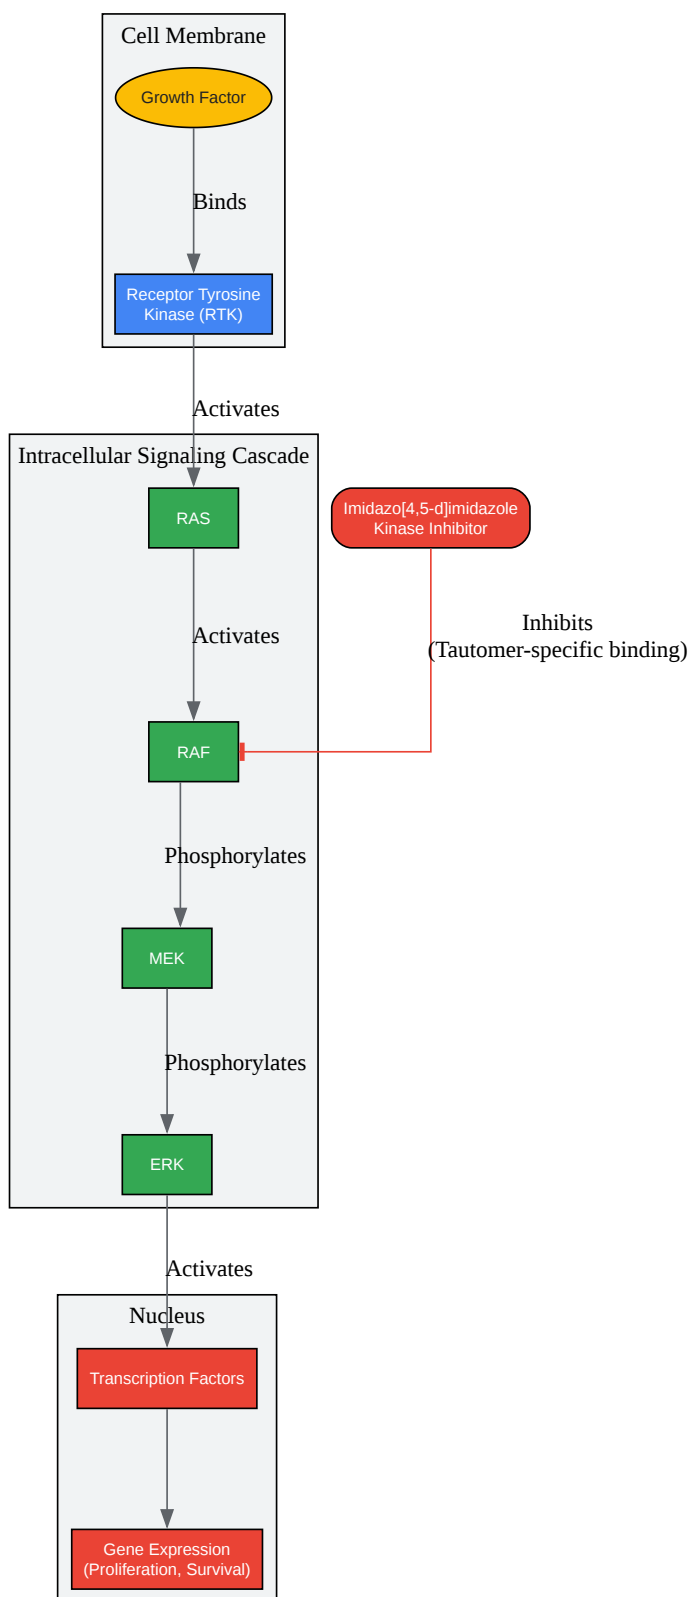 Cell Membrane
Growth Factor
Binds
Receptor Tyrosine
Kinase (RTK)
Activates
Intracellular Signaling Cascade
RAS
Imidazo[4,5-d]imidazole
Kinase Inhibitor
Activates
Inhibits
(Tautomer-specific binding)
RAF
Phosphorylates
MEK
Phosphorylates
ERK
Activates
Nucleus
Transcription Factors
Gene Expression
(Proliferation, Survival)